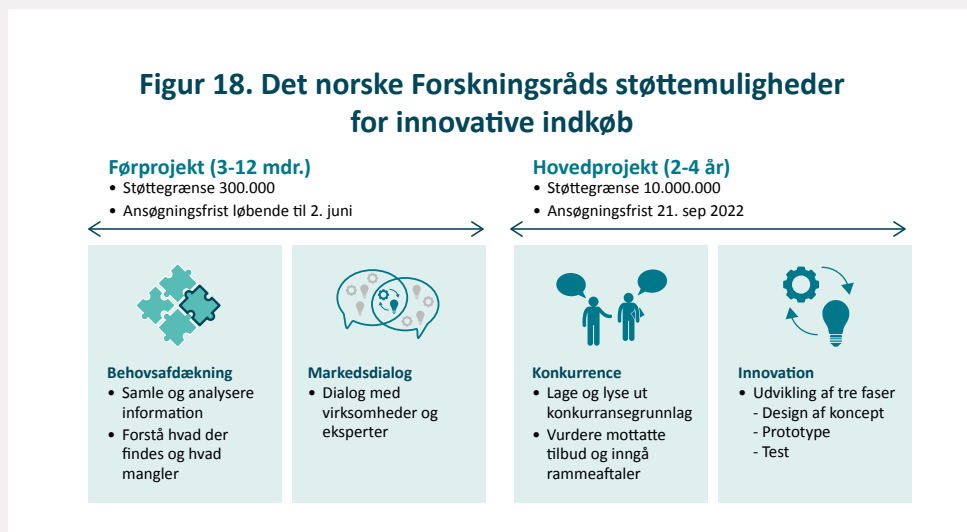 Figur 18. Det norske Forskningsråds støttemuligheder
for innovative indkøb
Førprojekt (3-12 mdr.)
• Støttegrænse 300.000
• Ansøgningsfrist løbende til 2. juni
Hovedprojekt (2-4 år)
• Støttegrænse 10.000.000
• Ansøgningsfrist 21. sep 2022
Behovsafdækning
• Samle og analysere
information
• Forstå hvad der
findes og hvad
mangler
Markedsdialog
• Dialog med
virksomheder og
eksperter
Konkurrence
• Lage og lyse ut
konkurransegrunnlag
• Vurdere mottatte
tilbud og inngå
rammeaftaler
Innovation
• Udvikling af tre faser
- Design af koncept
- Prototype
- Test